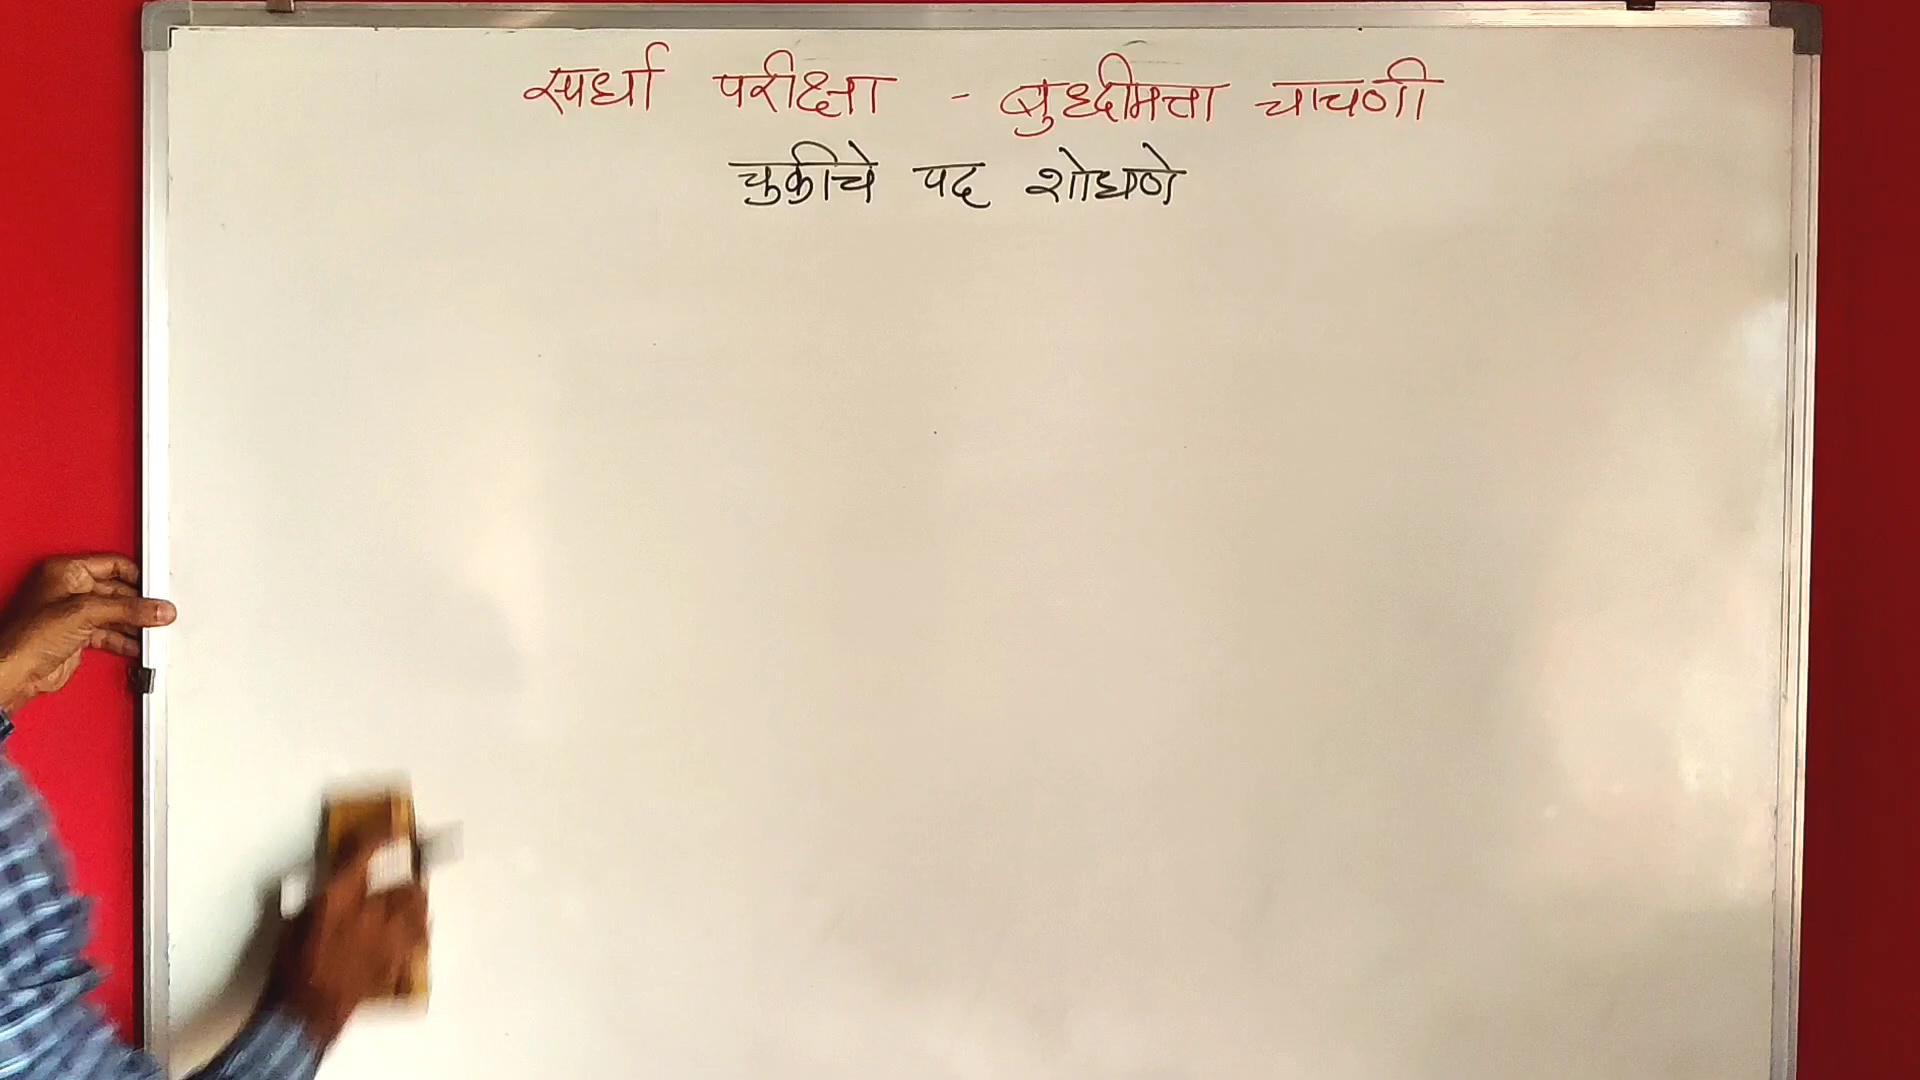 स्पर्धा परीक्षा - बुध्दीमत्ता चाचणी
चुकीचे पद शोधणे